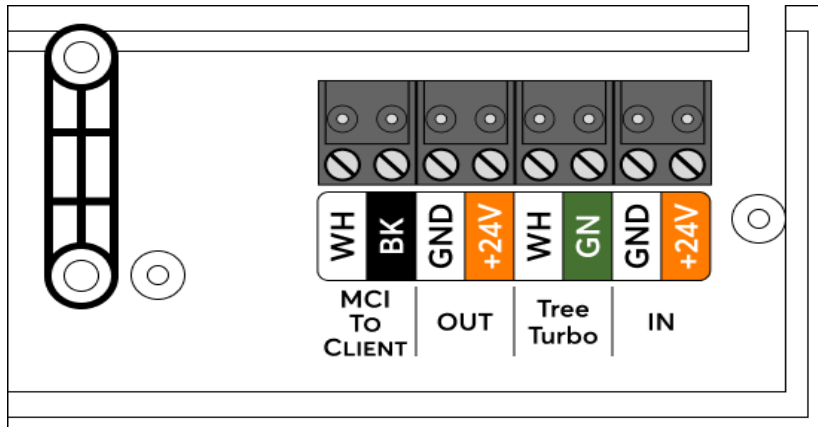 WH BK GND +24V WH GN GND +24V
MCI
To
CLIENT
OUT
Tree
Turbo
IN